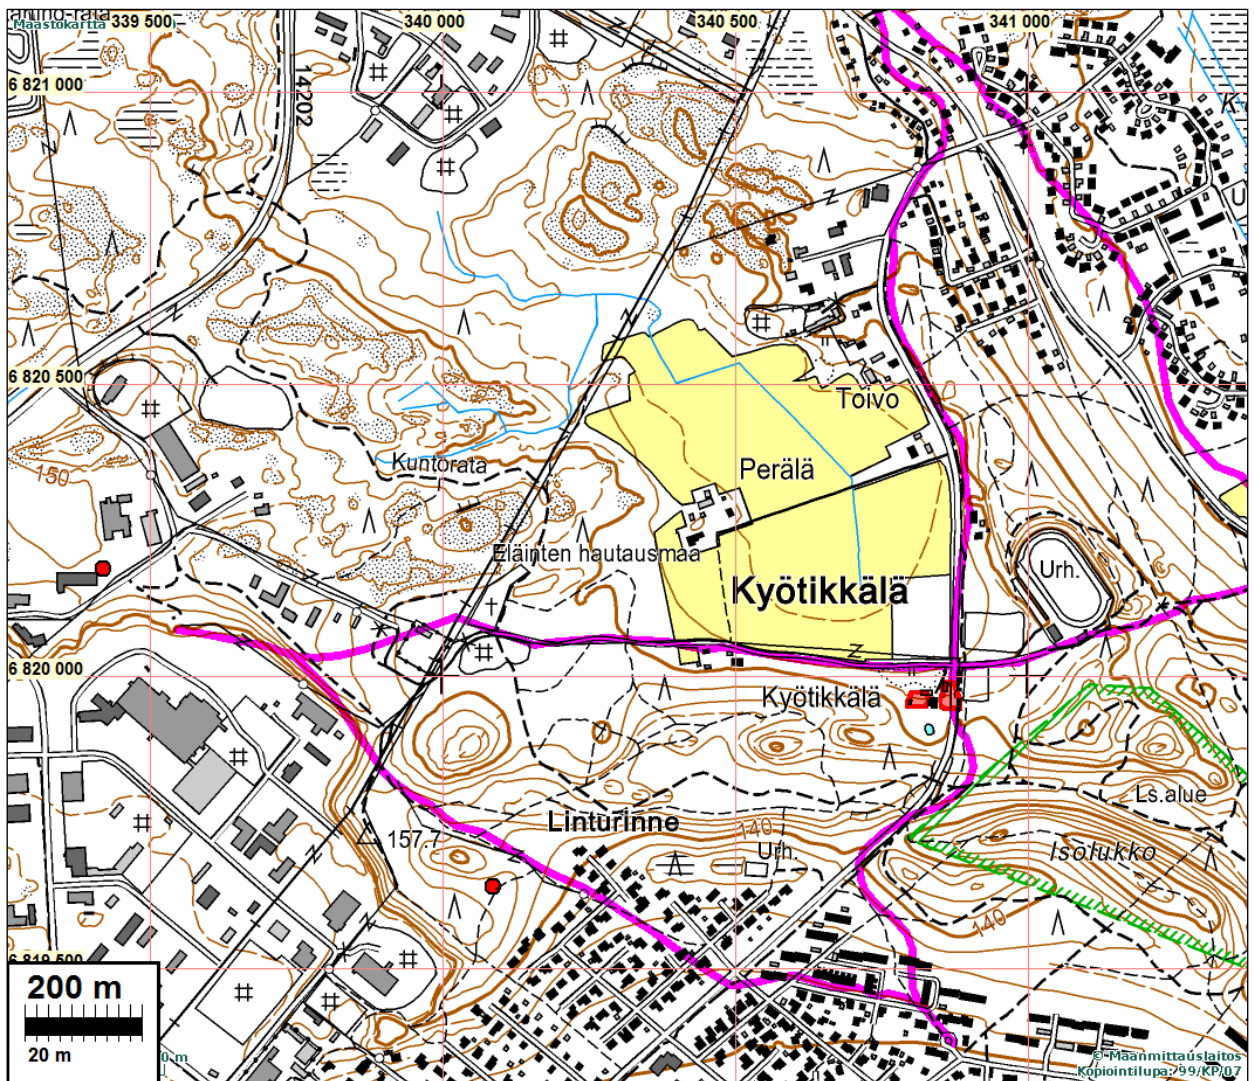 339 500
340 000
340 500
341 000
Maastokartta
6 821 000
14202
K
U
6 820 500
Toivo
Kuntorata
Perälä
150
Eläinten hautausmaa
Urh.
Kyötikkälä
6 820 000
Kyötikkälä
Ls.alue
Linturinne
140
157.7
Urh.
Isolukko
140
6 819 500
200 m
20 m
0 m
© Maanmittauslaitos
Kopiointilupa: 99/KP/07